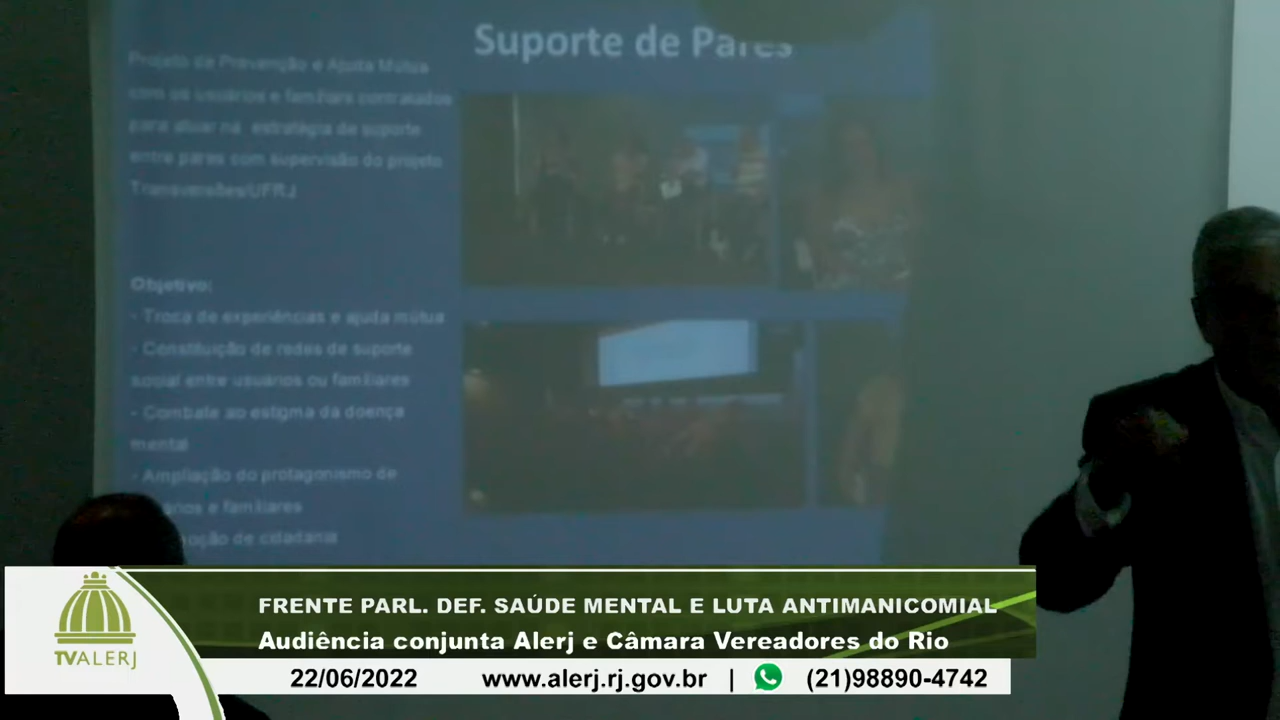 Suporte de Pares
Projeto de Prevenção e Ajuda Mútua
com os usuários e familiars contratados
para atuar na estratégia de suporte
entre pares com supervisão do projeto
Transversões/UFRJ
Objetivo:
- Troca de experiências e ajuda mútua
- Constituição de redes de suporte
social entre usuários ou familiares
- Combate ao estigma da doença
mental
- Ampliação do protagonismo de
e familiares
de cidadania
FRENTE PARL. DEF. SAÚDE MENTAL E LUTA ANTIMANICOMIAL
Audiência conjunta Alerj e Câmara Vereadores do Rio
TVALERJ
22/06/2022 www.alerj.rj.gov.br | (21)98890-4742